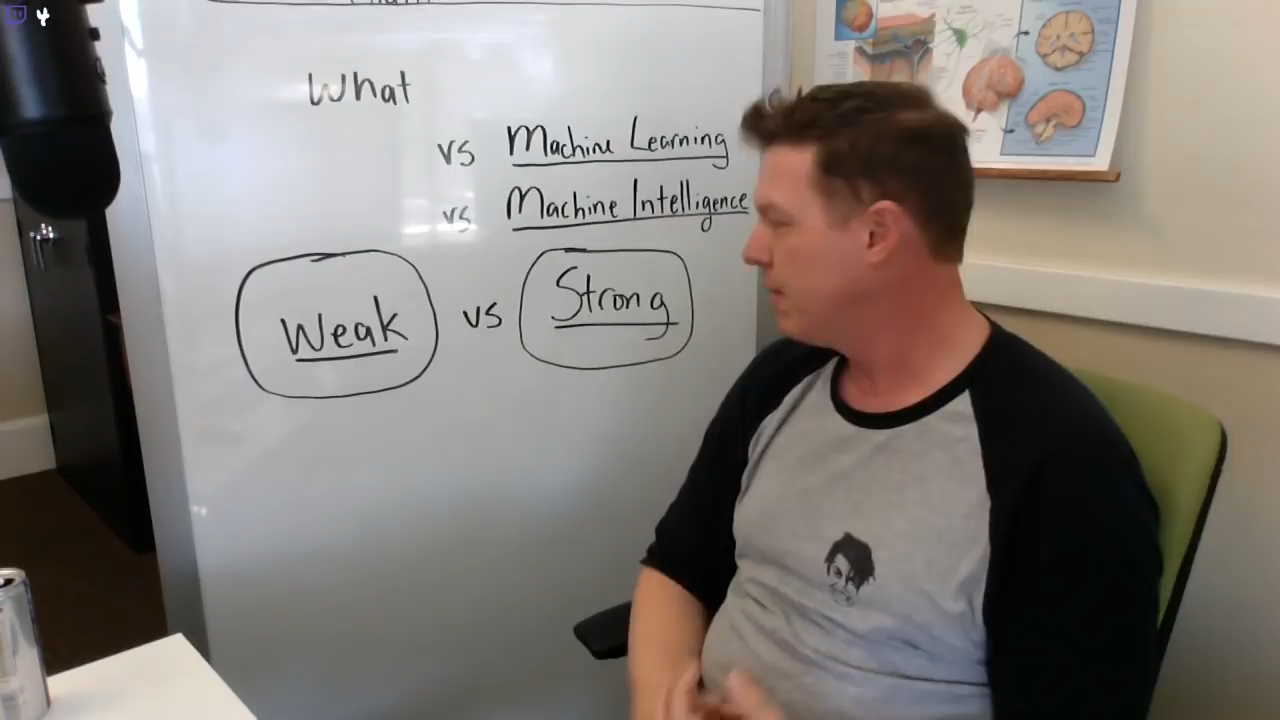 What
vs Machine Learning
vs Machine Intelligence
Weak vs Strong